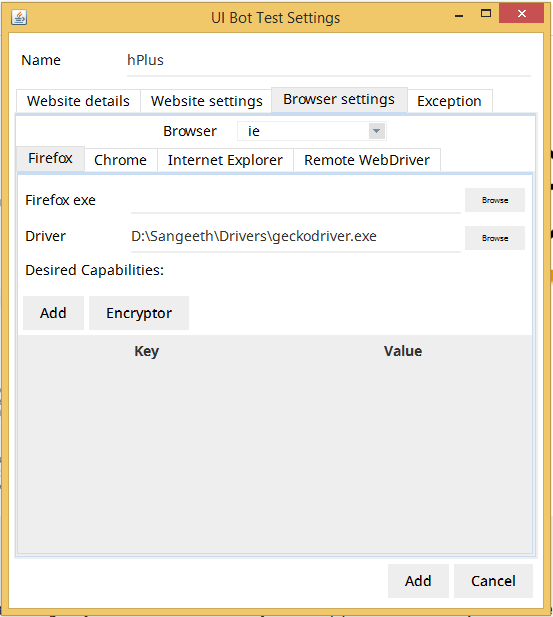 UI Bot Test Settings
Name hPlus
Website details Website settings Browser settings Exception
Browser ie
Firefox Chrome Internet Explorer Remote WebDriver
Firefox exe Browse
Driver D:\Sangeeth\Drivers\geckodriver.exe Browse
Desired Capabilities:
Add Encryptor
Key Value
Add Cancel